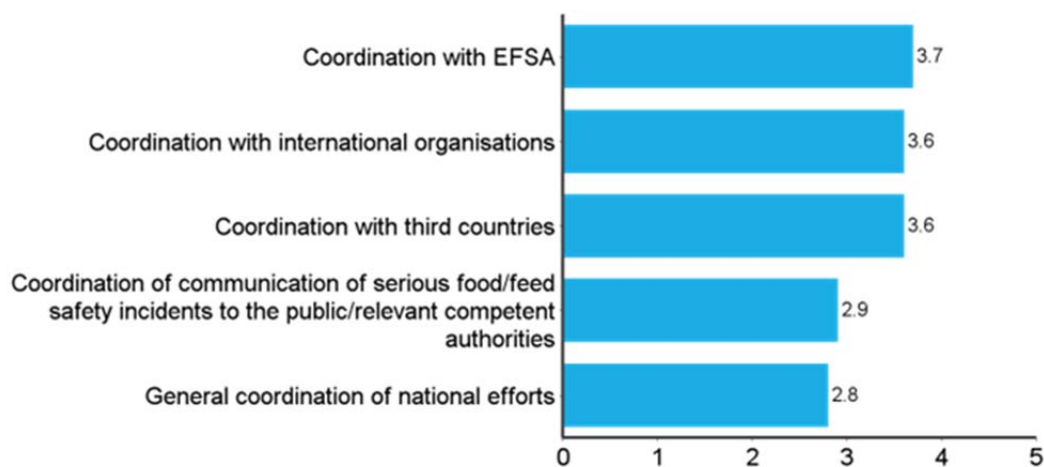 Coordination with EFSA
3.7
Coordination with international organisations
3.6
Coordination with third countries
3.6
Coordination of communication of serious food/feed
safety incidents to the public/relevant competent
authorities
2.9
General coordination of national efforts
2.8
0 1 2 3 4 5